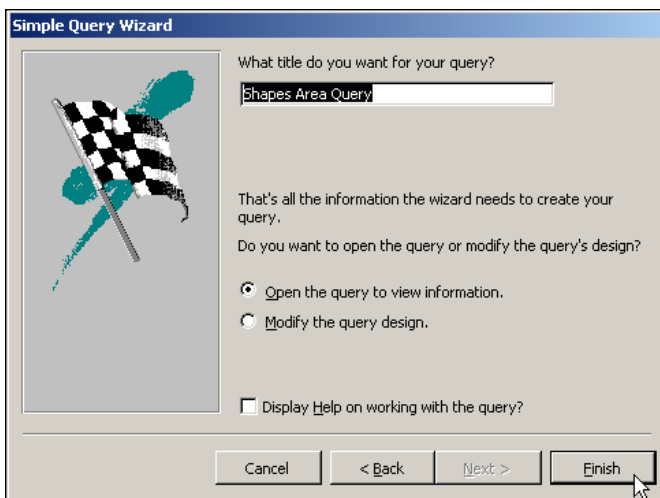 Simple Query Wizard
What title do you want for your query?
Shapes Area Query
That's all the information the wizard needs to create your
query.
Do you want to open the query or modify the query's design?
Open the query to view information.
Modify the query design.
Display Help on working with the query?
Cancel
< Back
Next >
Finish